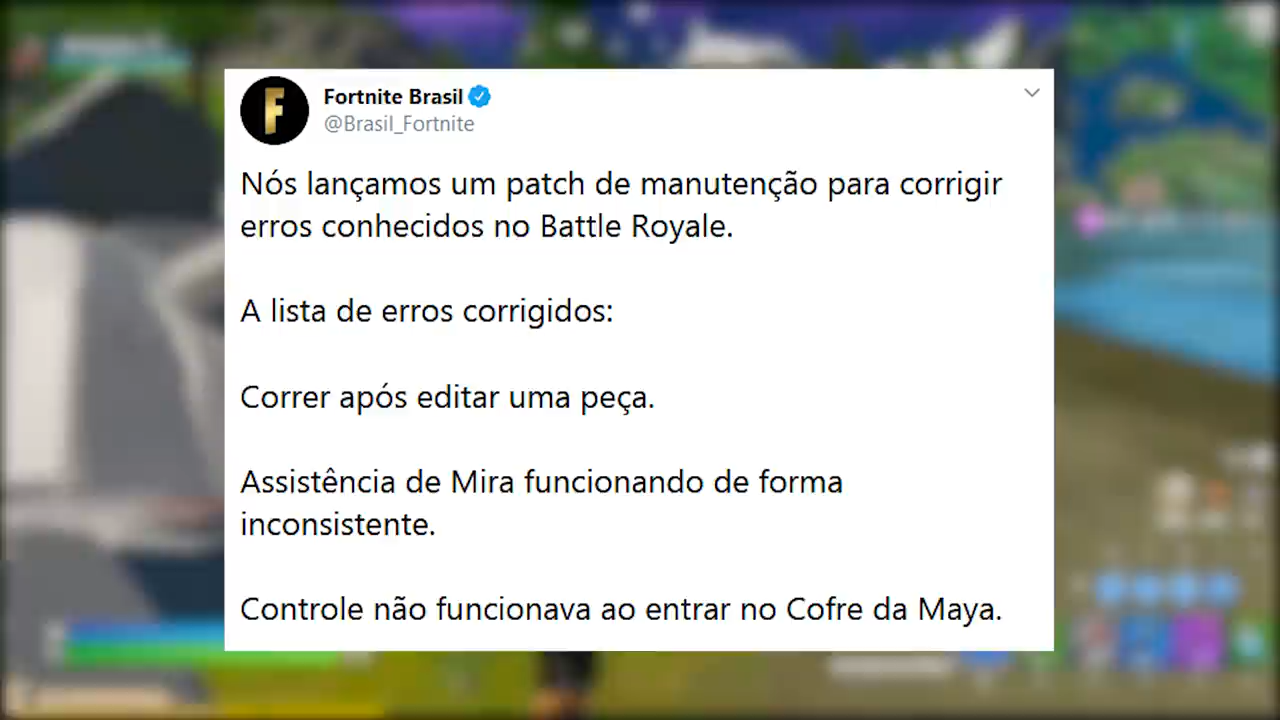 Fortnite Brasil
@Brasil_Fortnite
Nós lançamos um patch de manutenção para corrigir
erros conhecidos no Battle Royale.
A lista de erros corrigidos:
Correr após editar uma peça.
Assistência de Mira funcionando de forma
inconsistente.
Controle não funcionava ao entrar no Cofre da Maya.